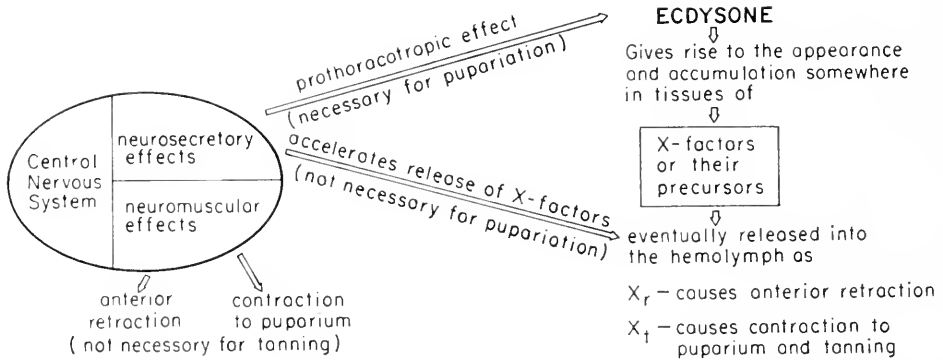 Central
Nervous
System
neurosecretory
effects
neuromuscular
effects
anterior
retraction
contraction
to puparium
(not necessary for tanning)
prothoracotropic effect
(necessary for pupariation)
accelerates release of X-factors
(not necessary for pupariation)
ECDYSONE
Gives rise to the appearance
and accumulation somewhere
in tissues of
X-factors
or their
precursors
eventually released into
the hemolymph as
Xr – causes anterior retraction
Xt – causes contraction to
puparium and tanning